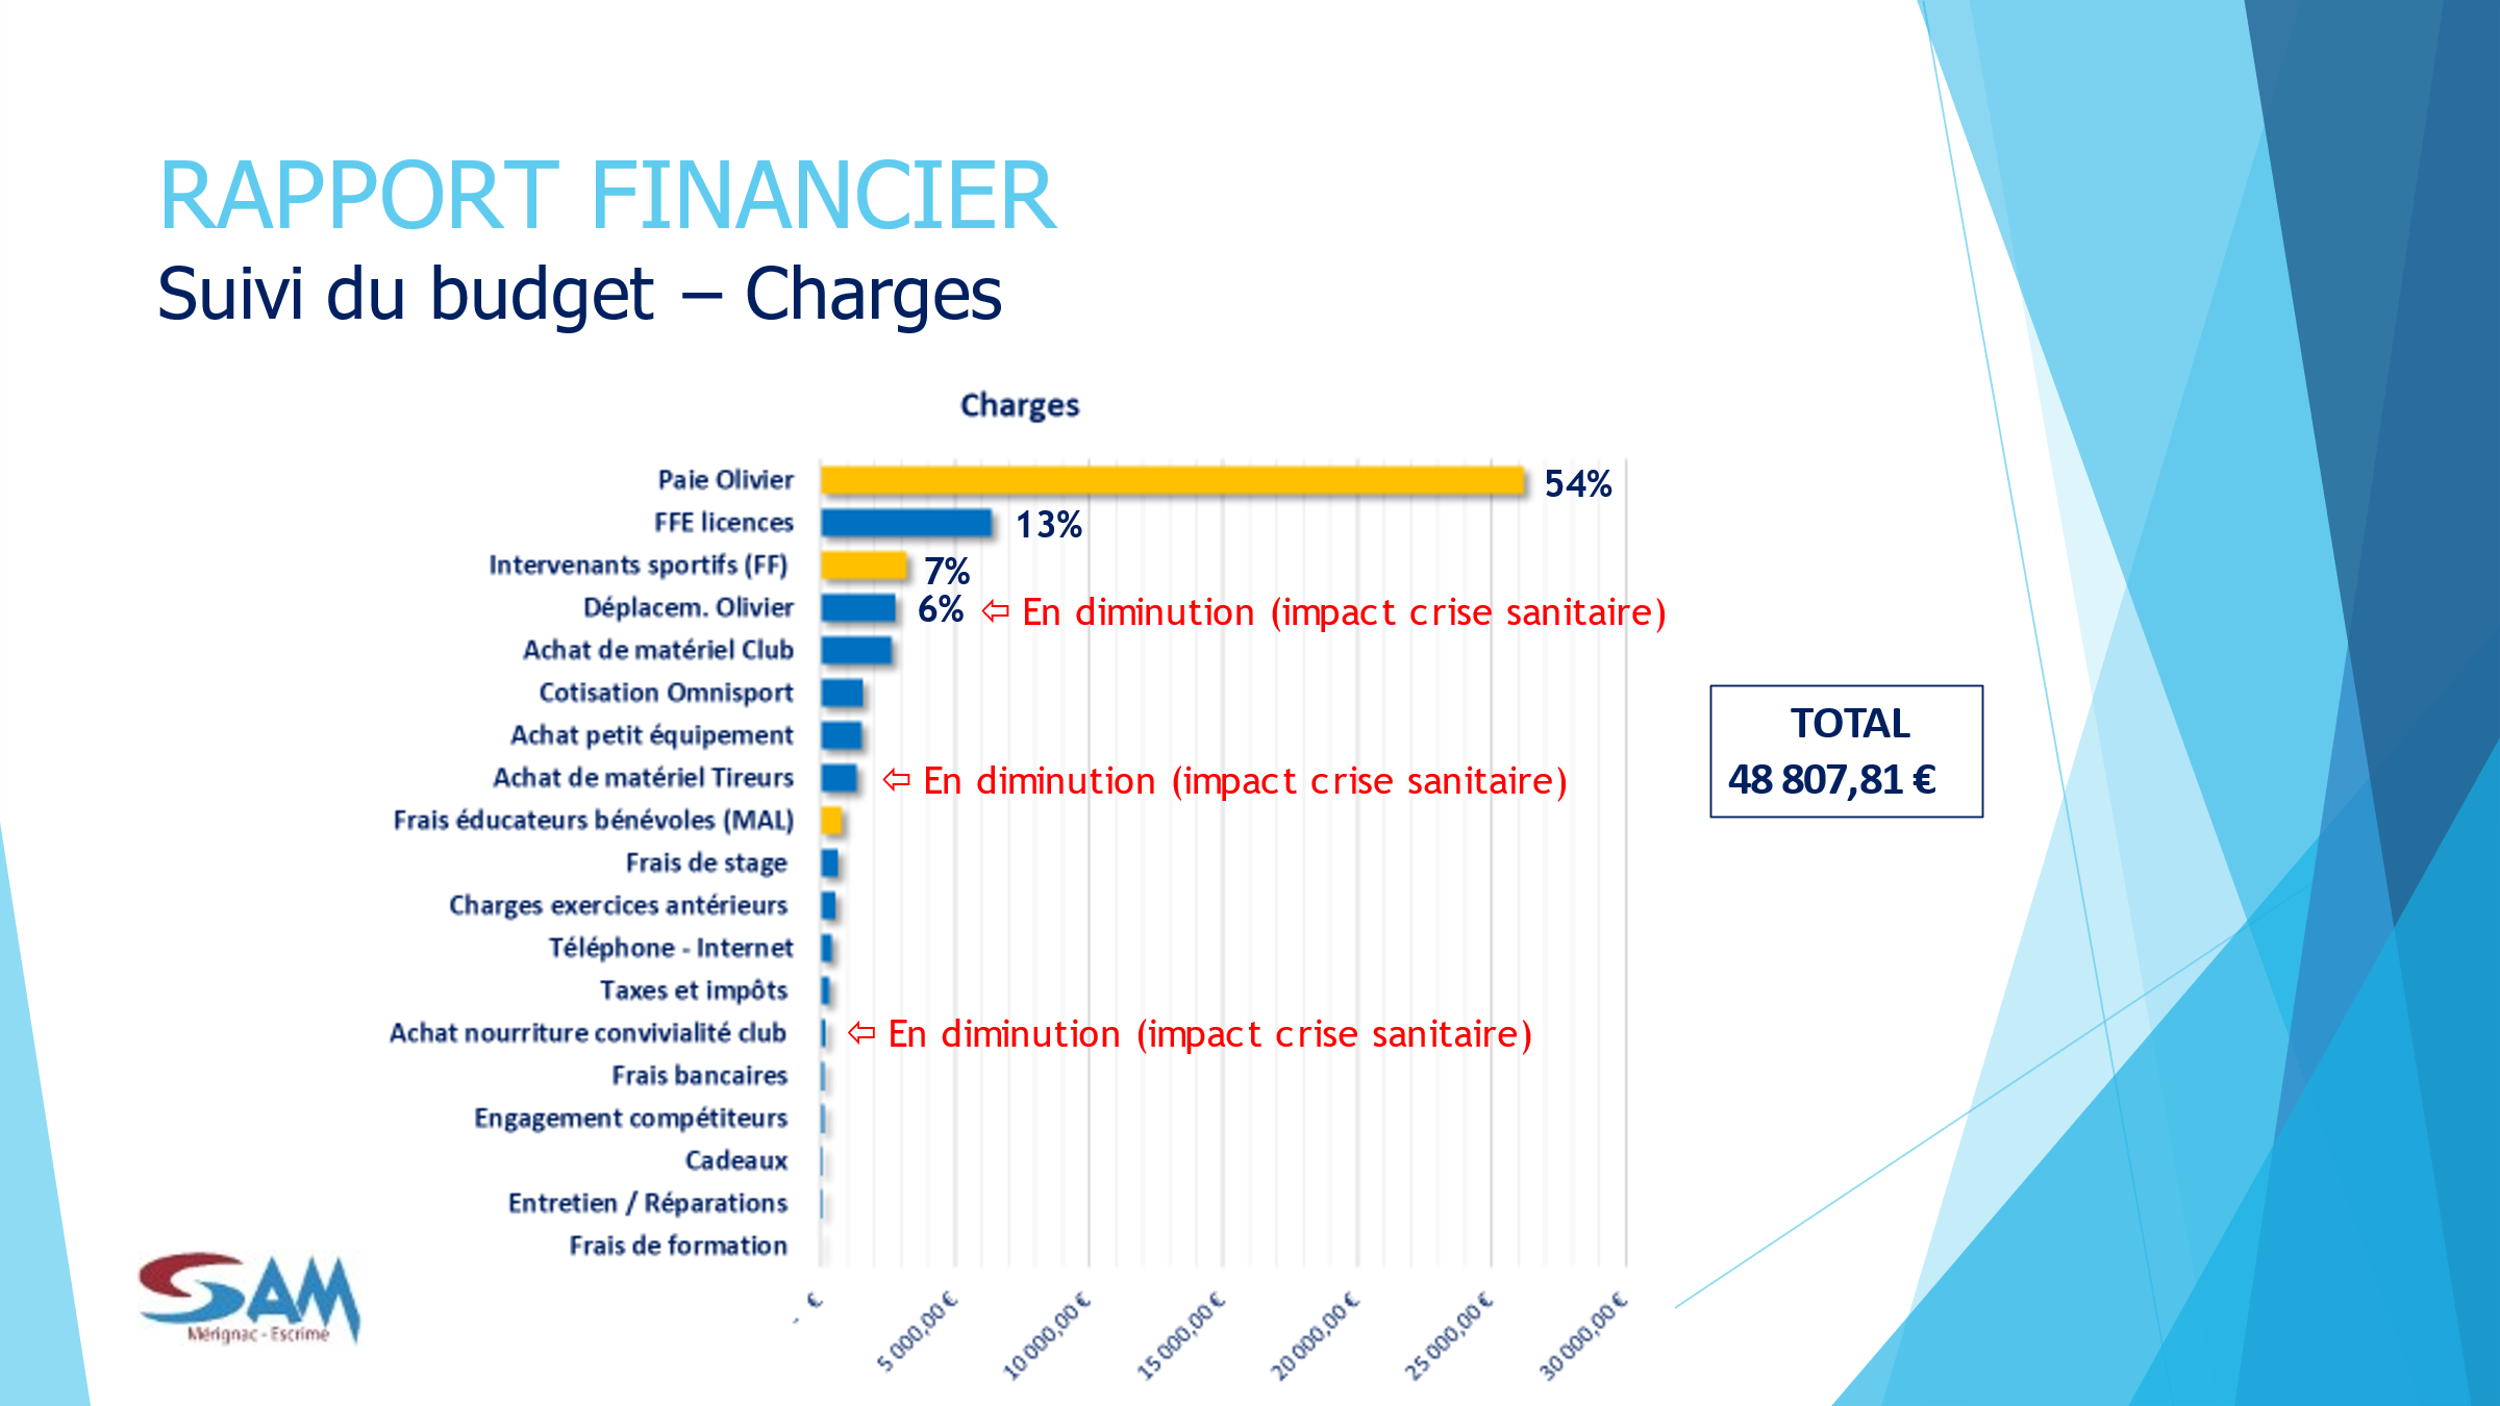 RAPPORT FINANCIER
Suivi du budget – Charges
Charges
Paie Olivier 54%
FFE licences 13%
Intervenants sportifs (FF) 7%
Déplacem. Olivier 6% ⇦ En diminution (impact crise sanitaire)
Achat de matériel Club
Cotisation Omnisport
Achat petit équipement
Achat de matériel Tireurs ⇦ En diminution (impact crise sanitaire)
Frais éducateurs bénévoles (MAL)
Frais de stage
Charges exercices antérieurs
Téléphone - Internet
Taxes et impôts
Achat nourriture convivialité club ⇦ En diminution (impact crise sanitaire)
Frais bancaires
Engagement compétiteurs
Cadeaux
Entretien / Réparations
Frais de formation
- € 5 000,00 € 10 000,00 € 15 000,00 € 20 000,00 € 25 000,00 € 30 000,00 €
TOTAL
48 807,81 €
SAM
Mérignac - Escrime